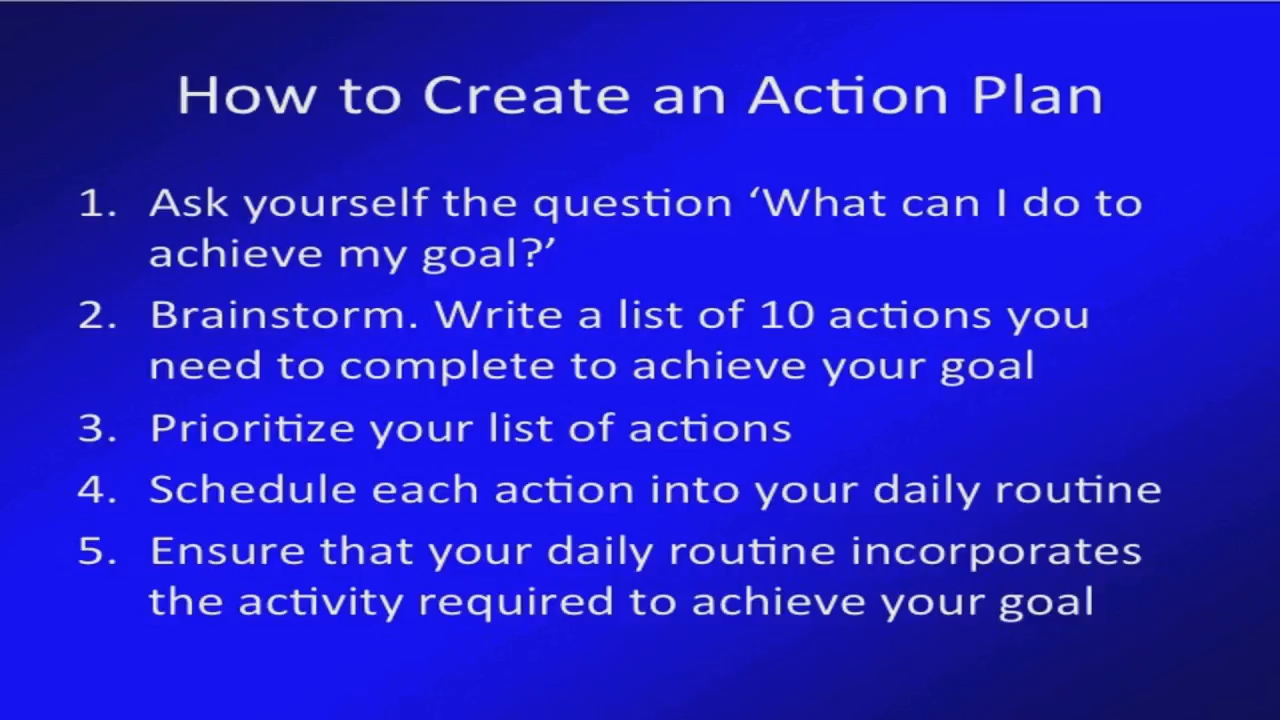 How to Create an Action Plan
1. Ask yourself the question ‘What can I do to
achieve my goal?’
2. Brainstorm. Write a list of 10 actions you
need to complete to achieve your goal
3. Prioritize your list of actions
4. Schedule each action into your daily routine
5. Ensure that your daily routine incorporates
the activity required to achieve your goal